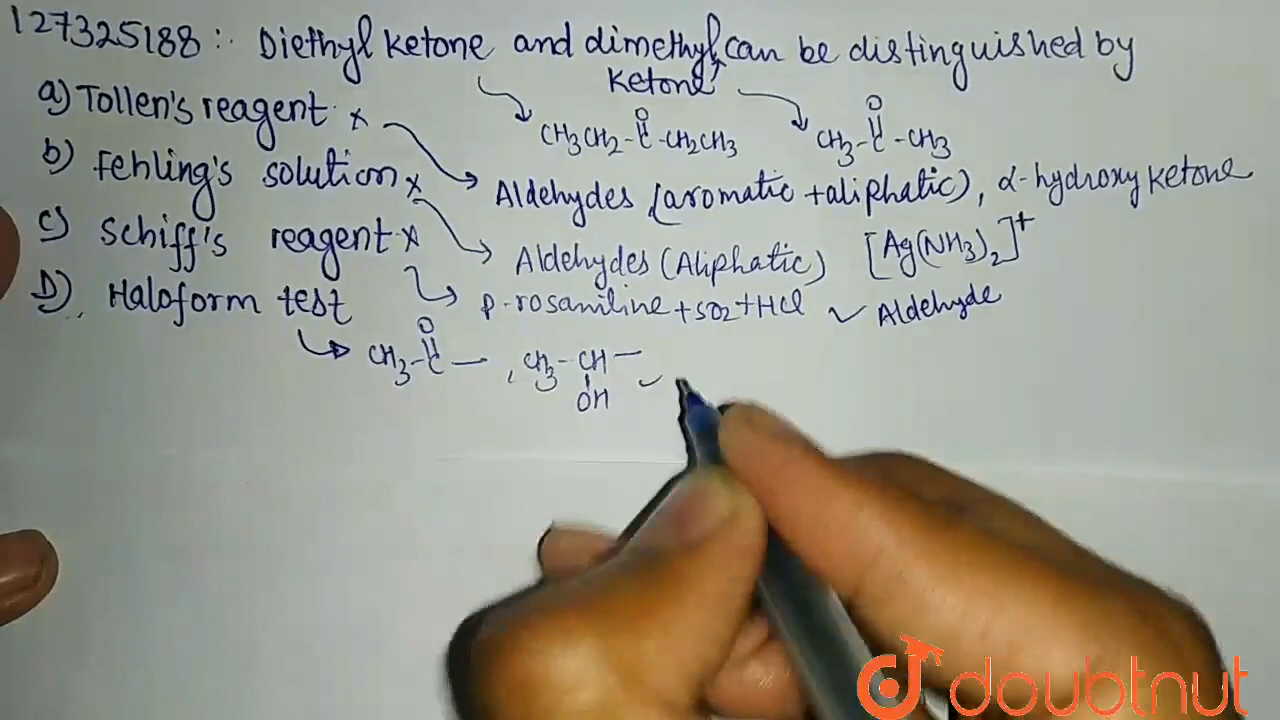 127325188:. Diethyl ketone and dimethyl can be distinguished by
ketone
a) Tollen's reagent. x
CH3CH2-C-CH2CH3
O
CH3-C-CH3
O
b) Fehling's solution x
Aldehydes (aromatic +aliphatic), α-hydroxy ketone
c) Schiff's reagent x
Aldehydes (Aliphatic) [Ag(NH3)2]+
D). Haloform test
p-rosaniline + SO2 + HCl ✓ Aldehyde
O
CH3-C- , CH3-CH- ✓
OH
doubtnut